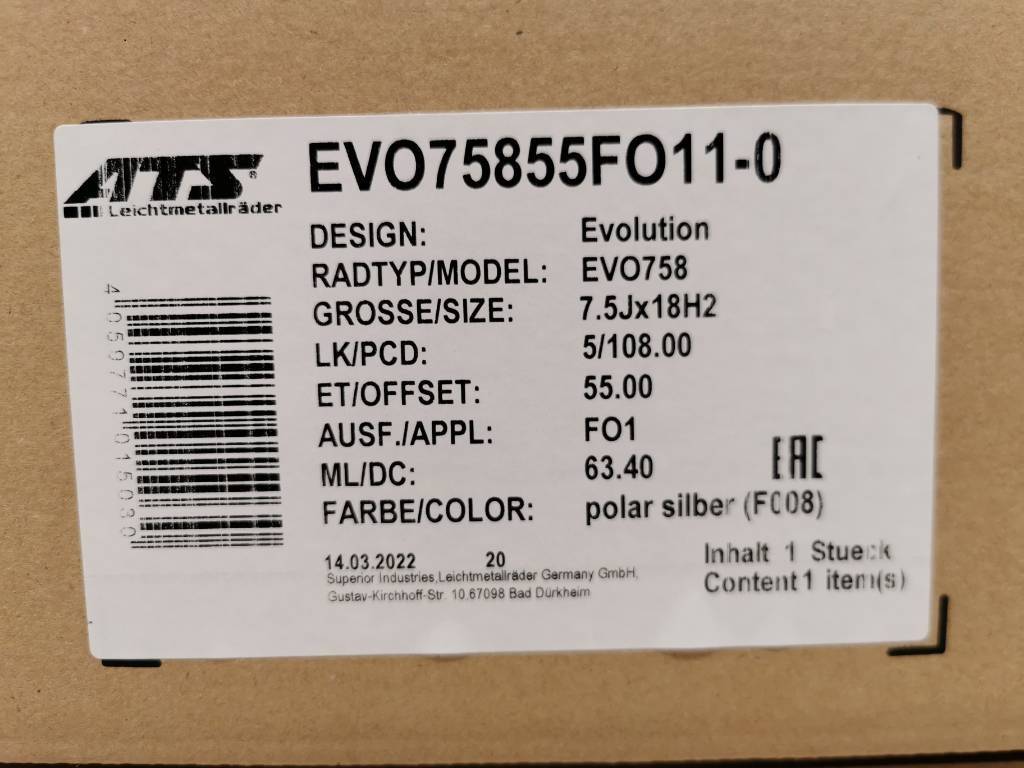 ATS®
Leichtmetallräder
EVO75855FO11-0
DESIGN: Evolution
RADTYP/MODEL: EVO758
GROSSE/SIZE: 7.5Jx18H2
LK/PCD: 5/108.00
ET/OFFSET: 55.00
AUSF./APPL: FO1
ML/DC: 63.40
FARBE/COLOR: polar silber (F008)
EAC
4059771015030
14.03.2022 20
Superior Industries,Leichtmetallräder Germany GmbH,
Gustav-Kirchhoff-Str. 10,67098 Bad Dürkheim
Inhalt 1 Stueck
Content 1 item(s)